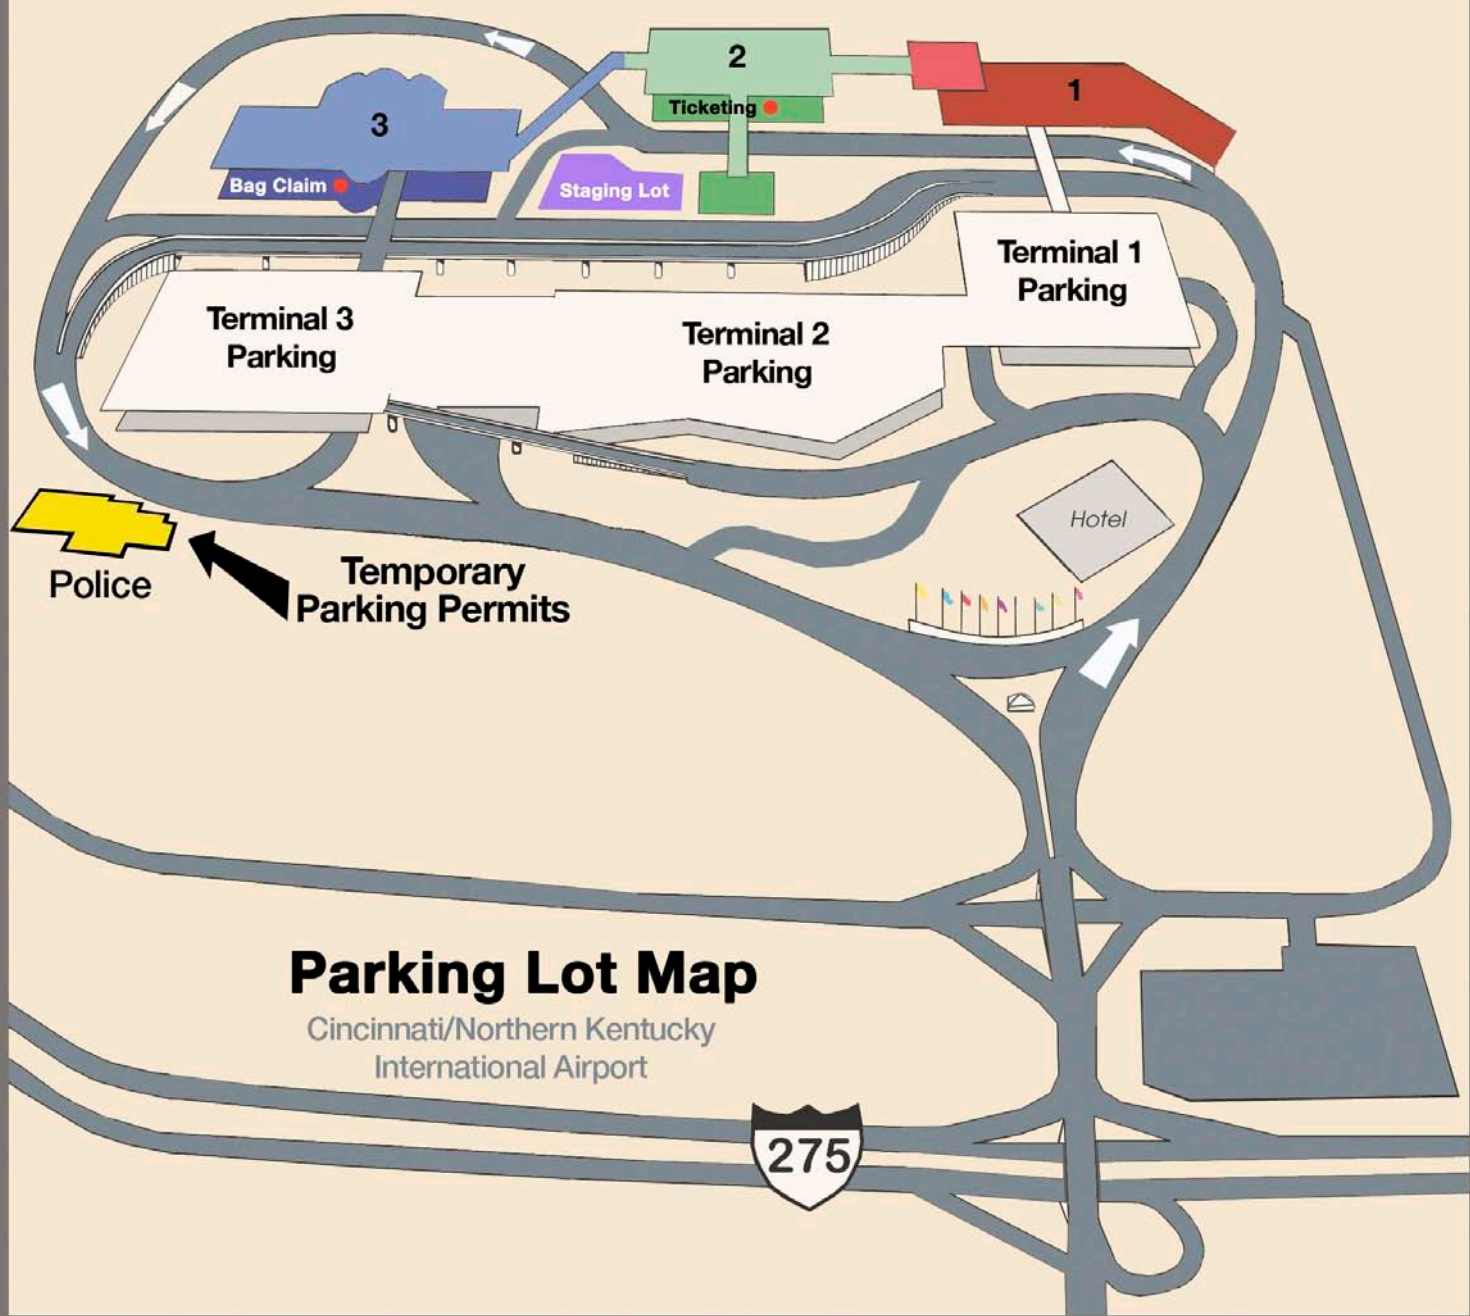 2
1
3
Ticketing
Bag Claim
Staging Lot
Terminal 1
Parking
Terminal 3
Parking
Terminal 2
Parking
Hotel
Police
Temporary
Parking Permits
Parking Lot Map
Cincinnati/Northern Kentucky
International Airport
275